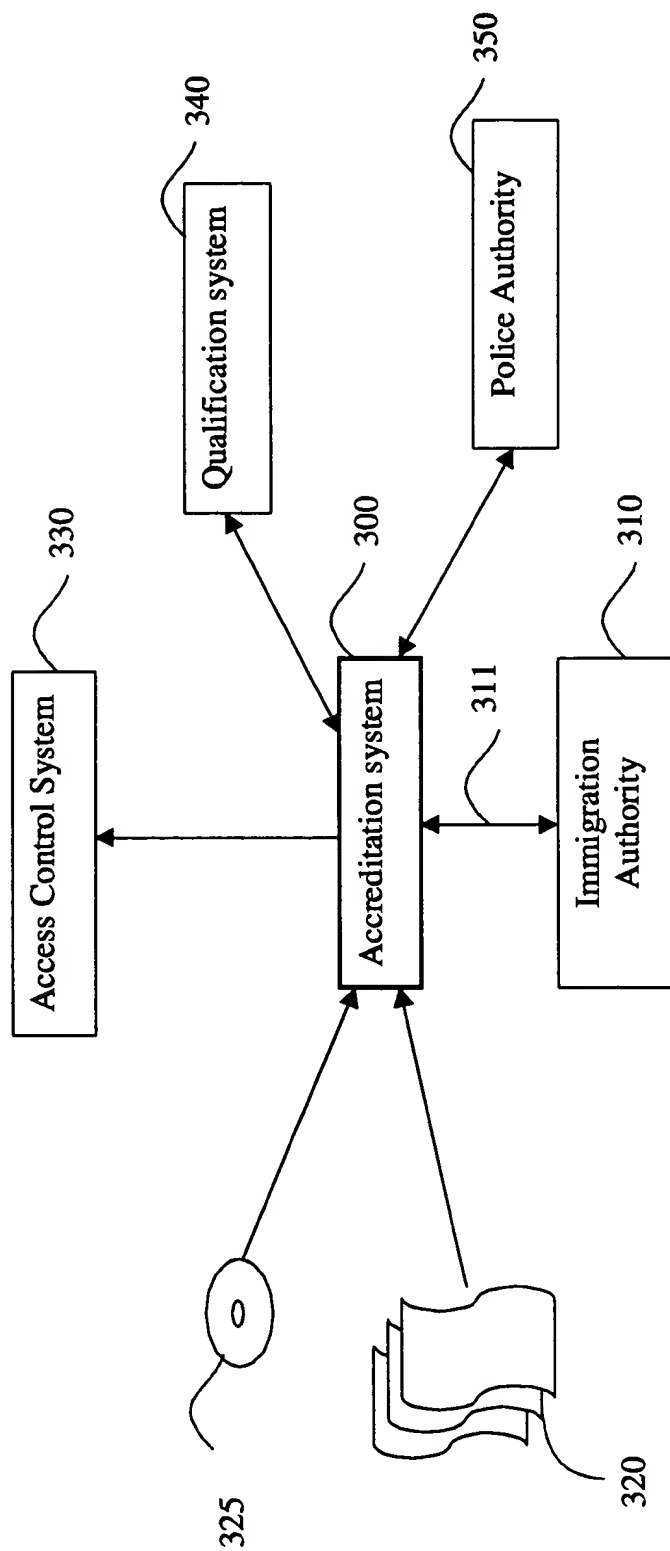 330
Access Control System
340
Qualification system
325
300
Accreditation system
350
Police Authority
320
311
310
Immigration
Authority